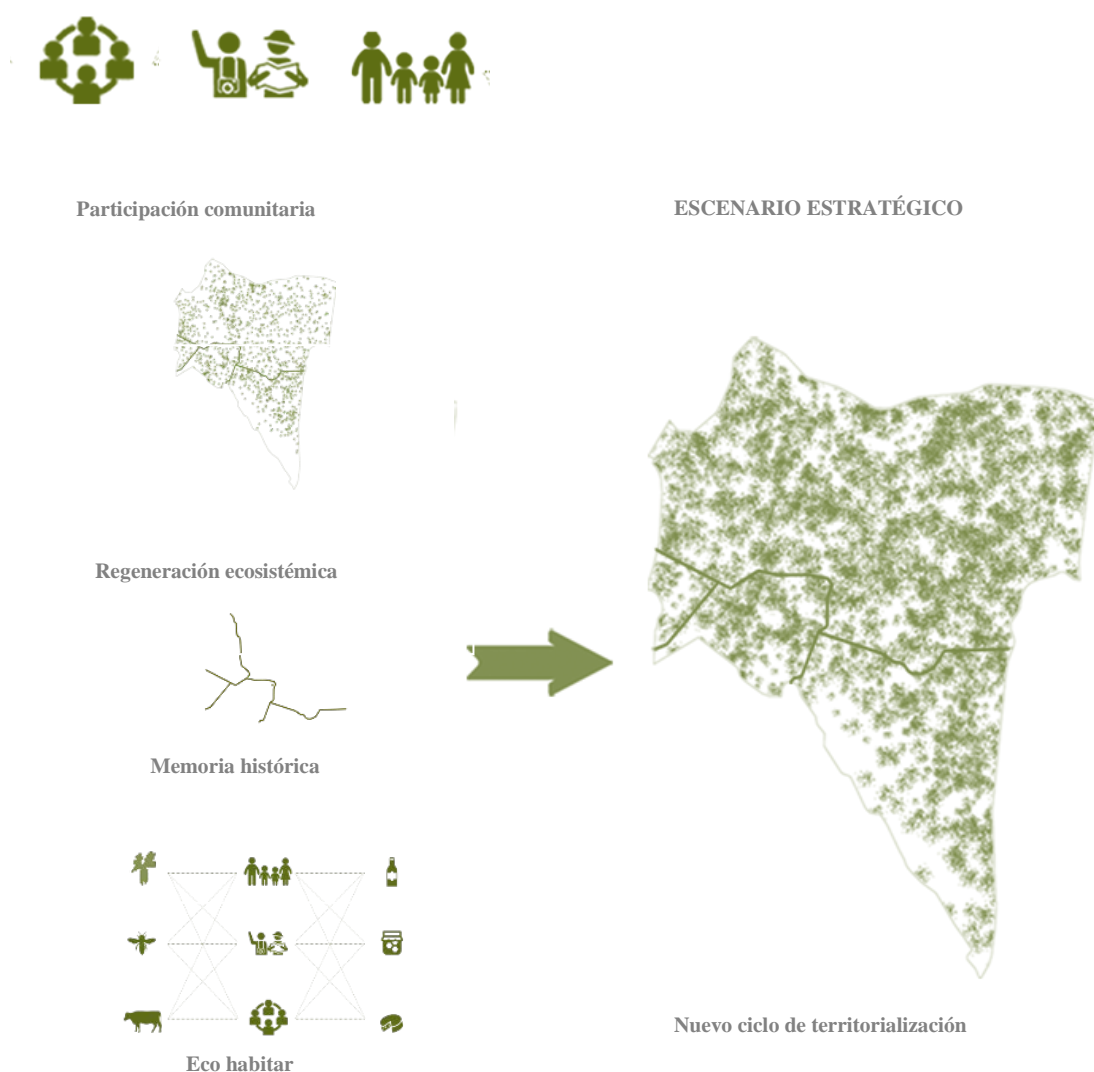 Participación comunitaria
ESCENARIO ESTRATÉGICO
Regeneración ecosistémica
Memoria histórica
Nuevo ciclo de territorialización
Eco habitar